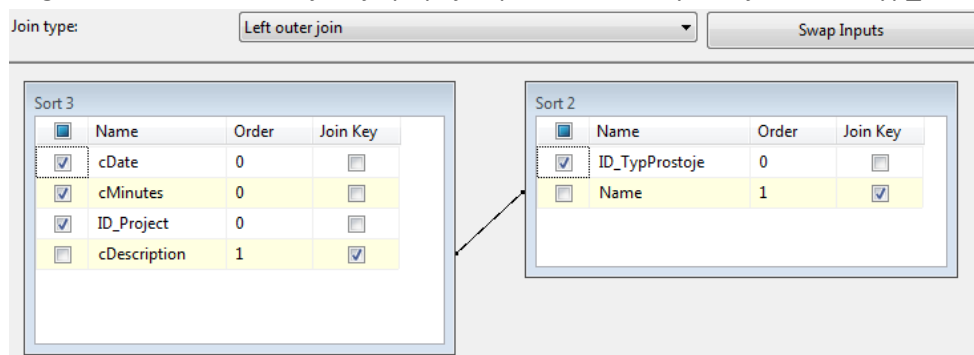 Join type:
Left outer join
Swap Inputs
Sort 3
Name Order Join Key
cDate 0
cMinutes 0
ID_Project 0
cDescription 1
Sort 2
Name Order Join Key
ID_TypProstoje 0
Name 1